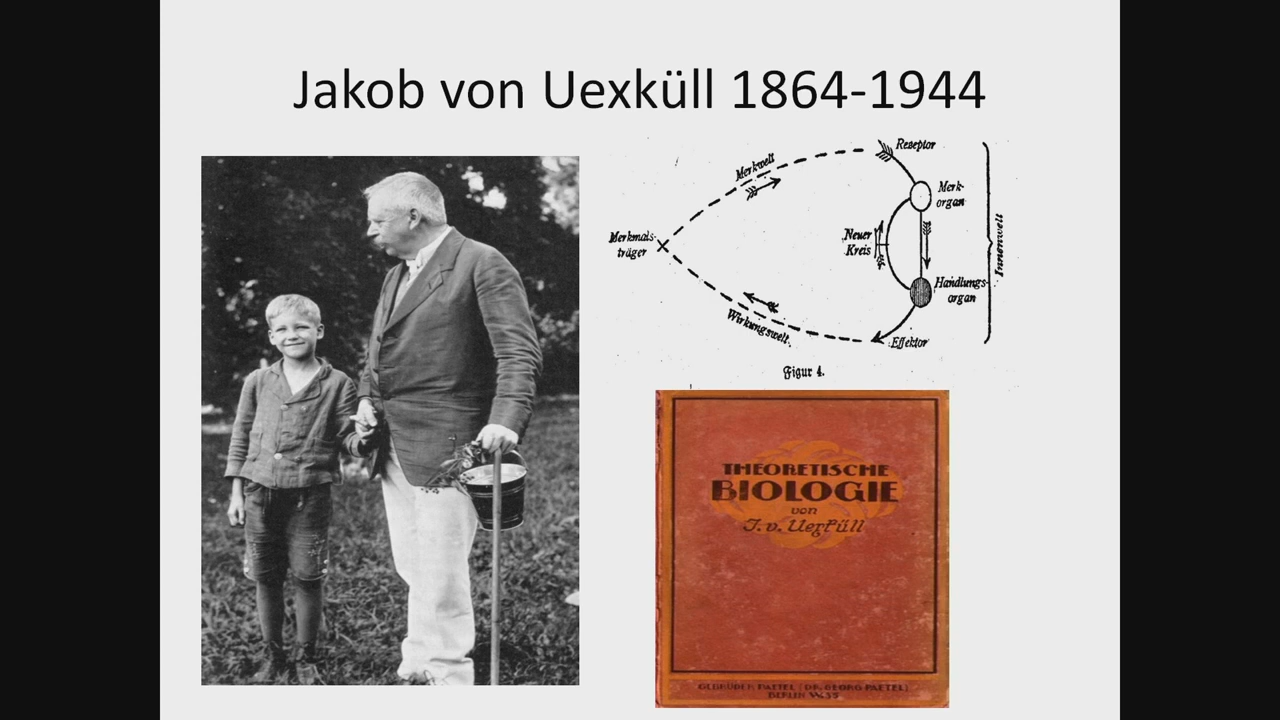 Jakob von Uexküll 1864-1944
Rezeptor
Merkwelt
Merk-
organ
Merkmals-
träger
Neuer
Kreis
Innenwelt
Handlungs-
organ
Wirkungswelt.
Effektor
Figur 4.
THEORETISCHE
BIOLOGIE
von
J. v. Uexküll
GEBRÜDER PAETEL (DR. GEORG PAETEL)
BERLIN W.35